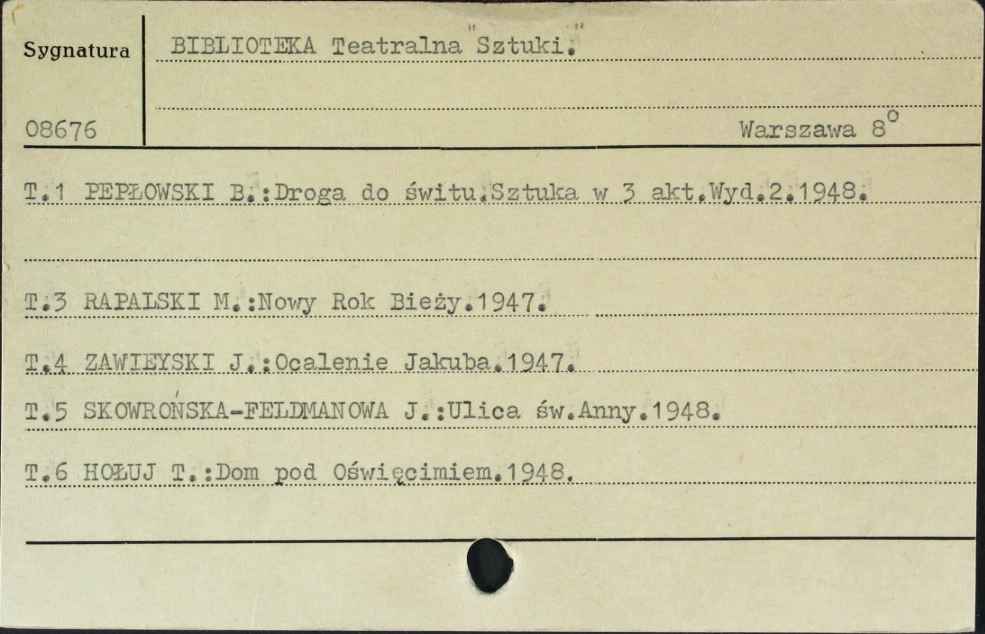 Sygnatura
BIBLIOTEKA Teatralna "Sztuki."
08676
Warszawa 8°
T.1 PEPŁOWSKI B.:Droga do świtu.Sztuka w 3 akt.Wyd.2.1948.
T.3 RAPALSKI M.:Nowy Rok Bieży.1947.
T.4 ZAWIEYSKI J.:Ocalenie Jakuba.1947.
T.5 SKOWROŃSKA-FELDMANOWA J.:Ulica św.Anny.1948.
T.6 HOŁUJ T.:Dom pod Oświęcimiem.1948.